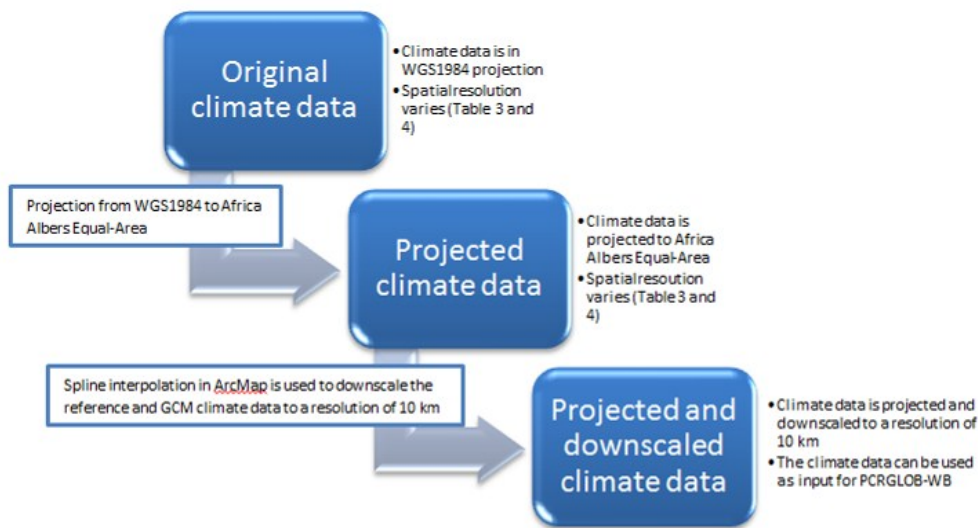 Original
climate data
• Climate data is in
WGS1984 projection
• Spatial resolution
varies (Table 3 and
4)
Projection from WGS1984 to Africa
Albers Equal-Area
Projected
climate data
• Climate data is
projected to Africa
Albers Equal-Area
• Spatial resoution
varies (Table 3 and
4)
Spline interpolation in ArcMap is used to downscale the
reference and GCM climate data to a resolution of 10 km
Projected and
downscaled
climate data
• Climate data is projected and
downscaled to a resolution of
10 km
• The climate data can be used
as input for PCRGLOB-WB